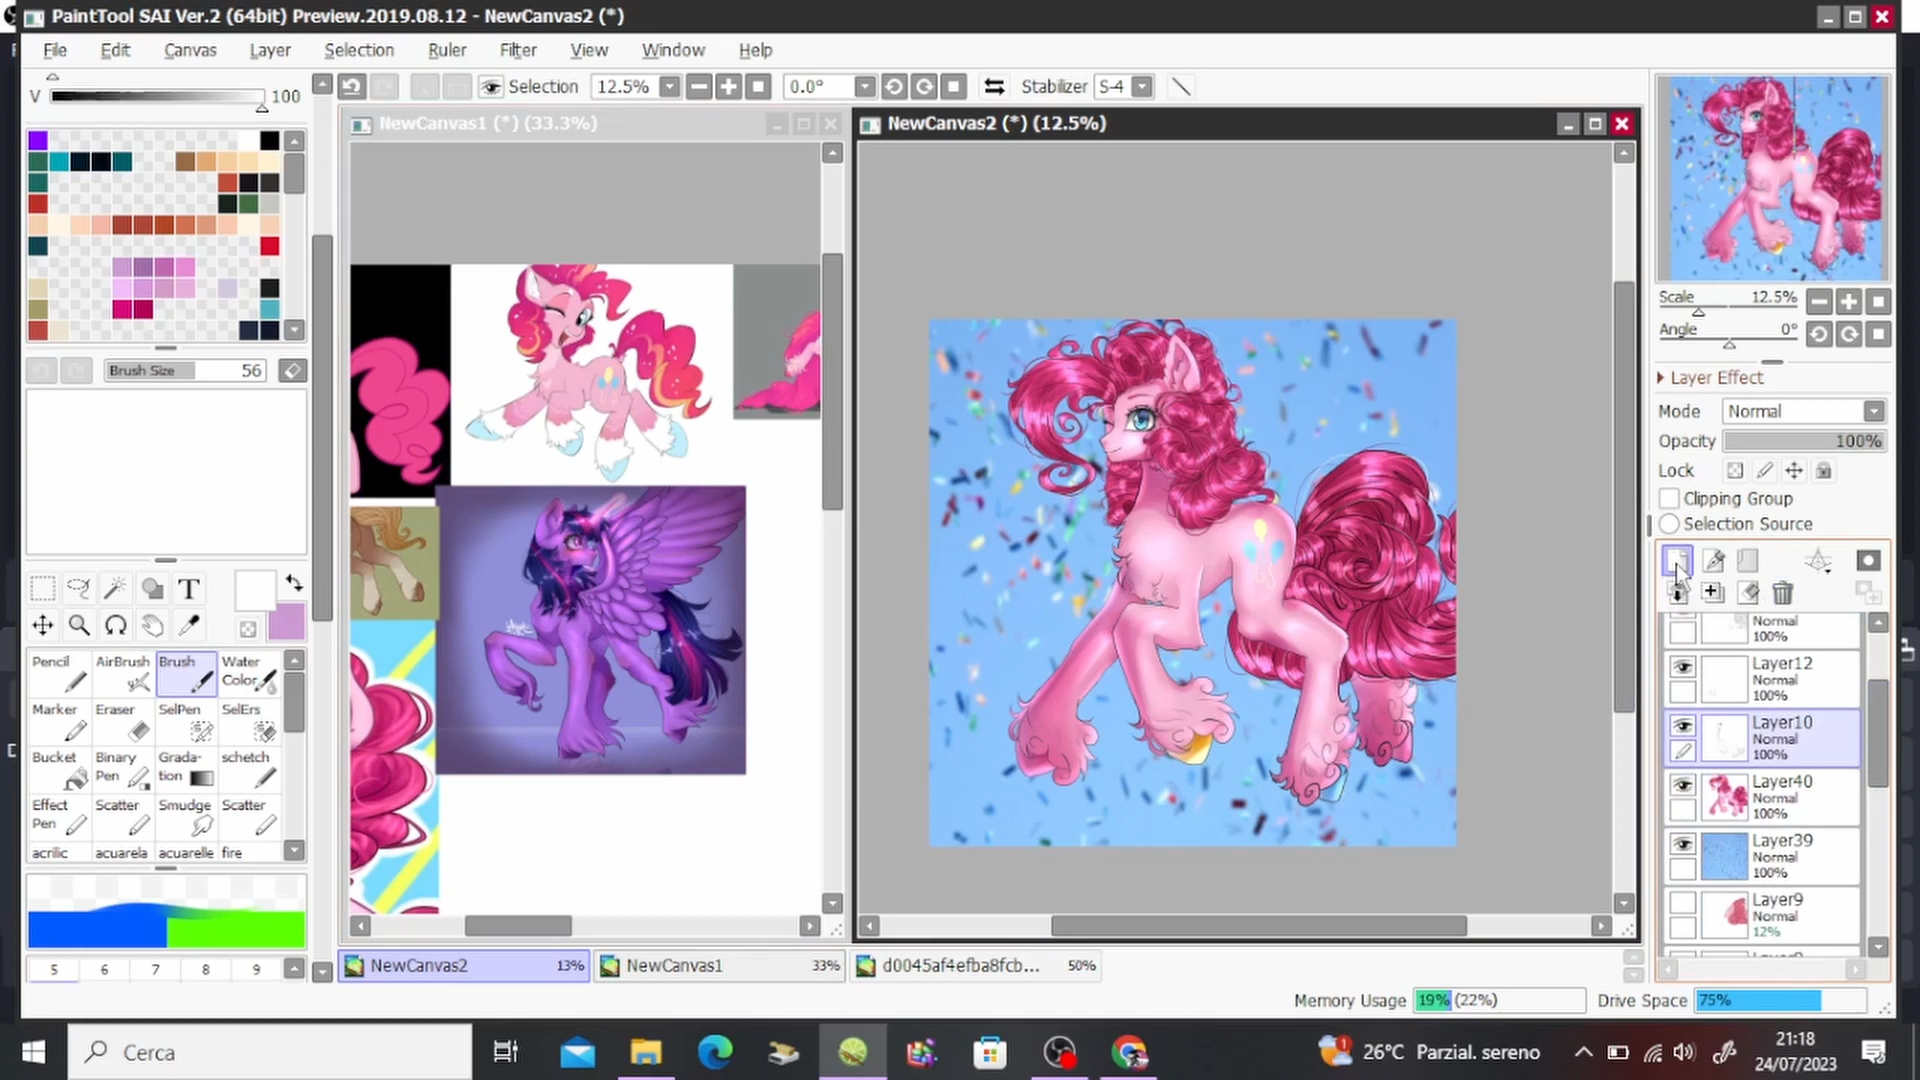 PaintTool SAI Ver.2 (64bit) Preview.2019.08.12 - NewCanvas2 (*)
File Edit Canvas Layer Selection Ruler Filter View Window Help
V 100
Selection 12.5% 0.0° Stabilizer S-4
NewCanvas1 (*) (33.3%)
NewCanvas2 (*) (12.5%)
Scale 12.5%
Angle 0°
Brush Size 56
Layer Effect
Mode Normal
Opacity 100%
Lock
Clipping Group
Selection Source
T
Pencil AirBrush Brush Water Color
Marker Eraser SelPen SelErs
Bucket Binary Pen Grada-tion schetch
Effect Pen Scatter Smudge Scatter
acrilic acuarela acuarelle fire
5 6 7 8 9
Normal
100%
Layer12
Normal
100%
Layer10
Normal
100%
Layer40
Normal
100%
Layer39
Normal
100%
Layer9
Normal
12%
NewCanvas2 13%
NewCanvas1 33%
d0045af4efba8fcb... 50%
Memory Usage 19% (22%) Drive Space 75%
Cerca
1
26°C Parzial. sereno
21:18
24/07/2023